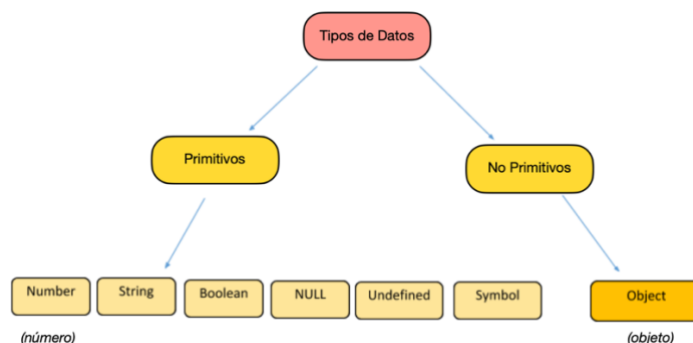 Tipos de Datos
Primitivos
No Primitivos
Number
String
Boolean
NULL
Undefined
Symbol
Object
(número)
(objeto)